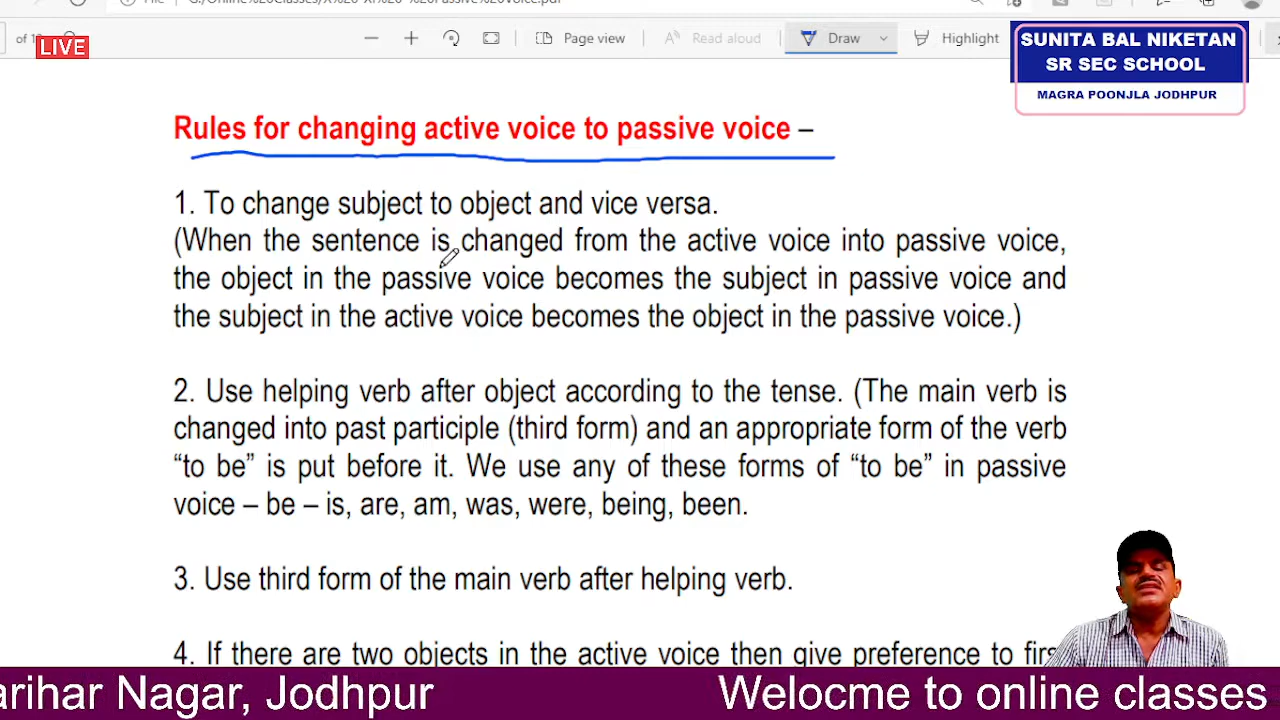 of 1
LIVE
Page view
Read aloud
Draw
Highlight
SUNITA BAL NIKETAN
SR SEC SCHOOL
MAGRA POONJLA JODHPUR
Rules for changing active voice to passive voice –
1. To change subject to object and vice versa.
(When the sentence is changed from the active voice into passive voice,
the object in the passive voice becomes the subject in passive voice and
the subject in the active voice becomes the object in the passive voice.)
2. Use helping verb after object according to the tense. (The main verb is
changed into past participle (third form) and an appropriate form of the verb
“to be” is put before it. We use any of these forms of “to be” in passive
voice – be – is, are, am, was, were, being, been.
3. Use third form of the main verb after helping verb.
4. If there are two objects in the active voice then give preference to
arihar Nagar, Jodhpur
Welocme to online classes